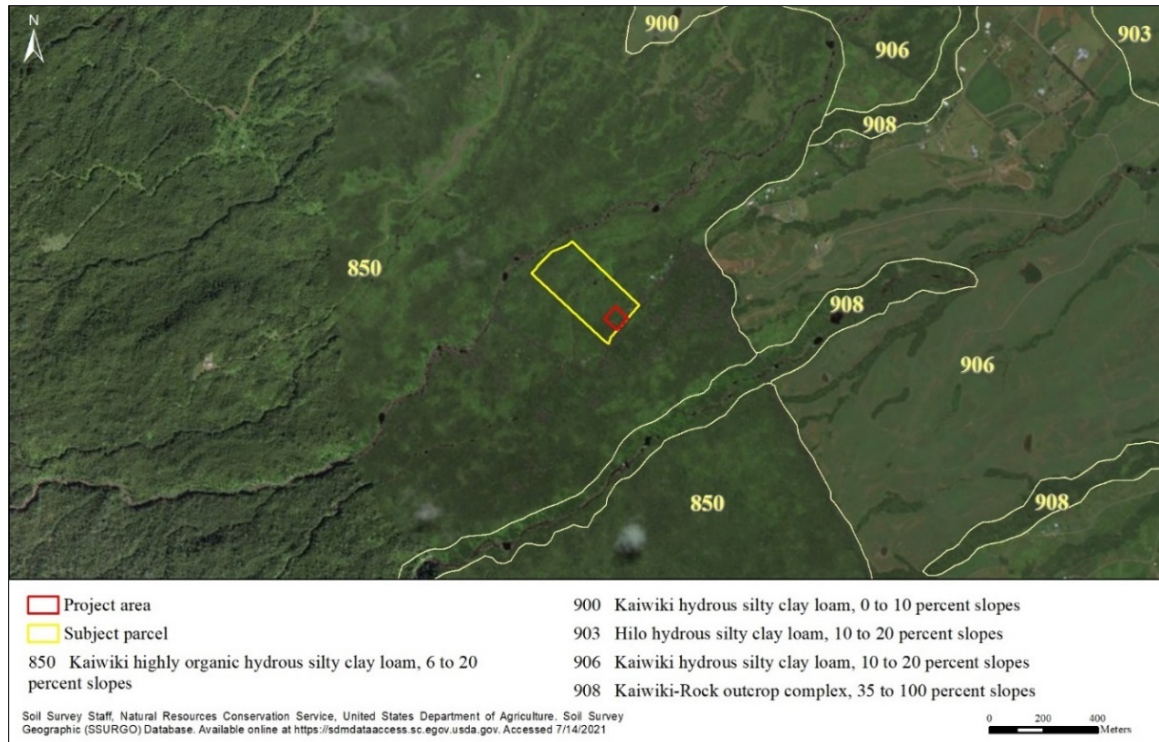 N
900
903
906
908
850
908
906
850
908
Project area
Subject parcel
850 Kaiwiki highly organic hydrous silty clay loam, 6 to 20
percent slopes
900 Kaiwiki hydrous silty clay loam, 0 to 10 percent slopes
903 Hilo hydrous silty clay loam, 10 to 20 percent slopes
906 Kaiwiki hydrous silty clay loam, 10 to 20 percent slopes
908 Kaiwiki-Rock outcrop complex, 35 to 100 percent slopes
Soil Survey Staff, Natural Resources Conservation Service, United States Department of Agriculture. Soil Survey
Geographic (SSURGO) Database. Available online at https://sdmdataaccess.sc.egov.usda.gov. Accessed 7/14/2021
0 200 400
Meters